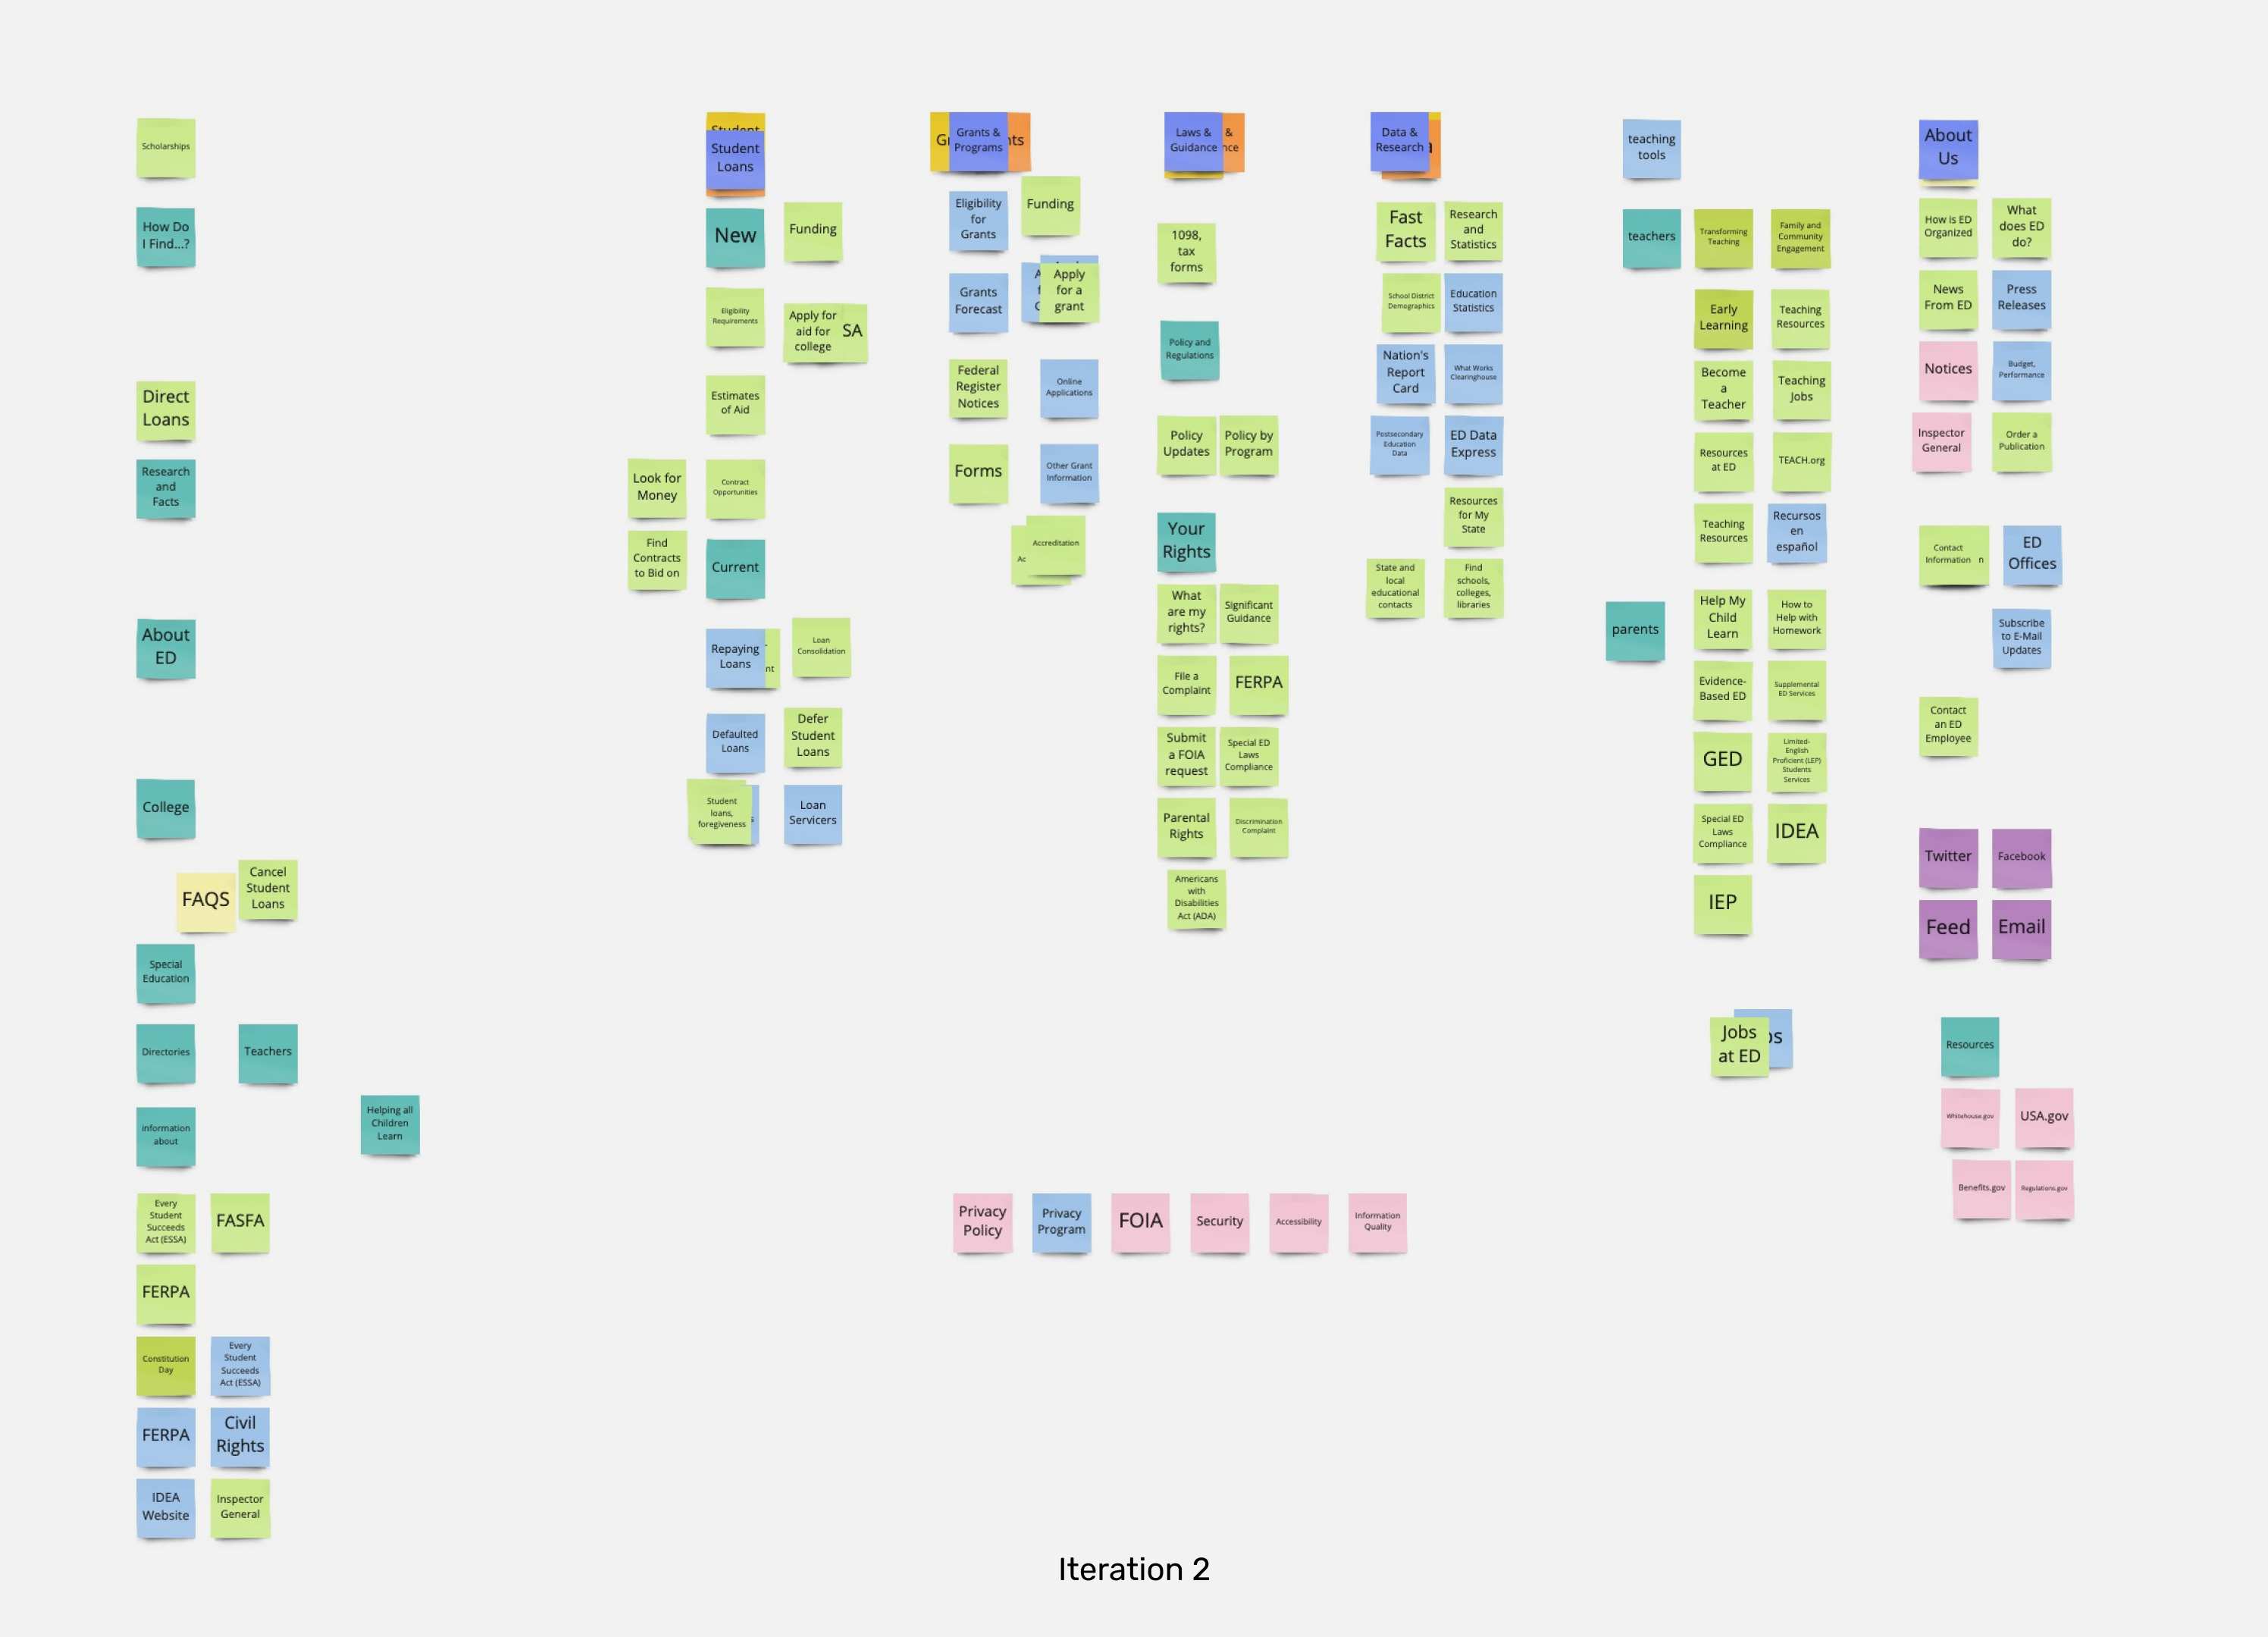 Scholarships
How Do
I Find...?
Direct
Loans
Research
and
Facts
About
ED
College
FAQS
Cancel
Student
Loans
Special
Education
Directories
Teachers
information
about
Helping all
Children
Learn
Every
Student
Succeeds
Act (ESSA)
FASFA
FERPA
Constitution
Day
Every
Student
Succeeds
Act (ESSA)
FERPA
Civil
Rights
IDEA
Website
Inspector
General
Student
Student
Loans
New
Funding
Eligibility
Requirements
Apply for
aid for
college
SA
Estimates
of Aid
Look for
Money
Contract
Opportunities
Find
Contracts
to Bid on
Current
Repaying
Loans
nt
Loan
Consolidation
Defaulted
Loans
Defer
Student
Loans
Student
loans,
foregiveness
s
Loan
Servicers
Gr
Grants &
Programs
nts
Eligibility
for
Grants
Funding
Grants
Forecast
Apply
for a
grant
Federal
Register
Notices
Online
Applications
Forms
Other Grant
Information
Ac
Accreditation
Laws &
Guidance
&
nce
1098,
tax
forms
Policy and
Regulations
Policy
Updates
Policy by
Program
Your
Rights
What
are my
rights?
Significant
Guidance
File a
Complaint
FERPA
Submit
a FOIA
request
Special ED
Laws
Compliance
Parental
Rights
Discrimination
Complaint
Americans
with
Disabilities
Act (ADA)
Data &
Research
Fast
Facts
Research
and
Statistics
School District
Demographics
Education
Statistics
Nation's
Report
Card
What Works
Clearinghouse
Postsecondary
Education
Data
ED Data
Express
Resources
for My
State
State and
local
educational
contacts
Find
schools,
colleges,
libraries
teaching
tools
teachers
Transforming
Teaching
Family and
Community
Engagement
Early
Learning
Teaching
Resources
Become
a
Teacher
Teaching
Jobs
Resources
at ED
TEACH.org
Teaching
Resources
Recursos
en
español
parents
Help My
Child
Learn
How to
Help with
Homework
Evidence-
Based ED
Supplemental
ED Services
GED
Limited-
English
Proficient (LEP)
Students
Services
Special ED
Laws
Compliance
IDEA
IEP
Jobs
at ED
bs
About
Us
How is ED
Organized
What
does ED
do?
News
From ED
Press
Releases
Notices
Budget,
Performance
Inspector
General
Order a
Publication
Contact
Information
n
ED
Offices
Subscribe
to E-Mail
Updates
Contact
an ED
Employee
Twitter
Facebook
Feed
Email
Resources
Whitehouse.gov
USA.gov
Benefits.gov
Regulations.gov
Privacy
Policy
Privacy
Program
FOIA
Security
Accessibility
Information
Quality
Iteration 2